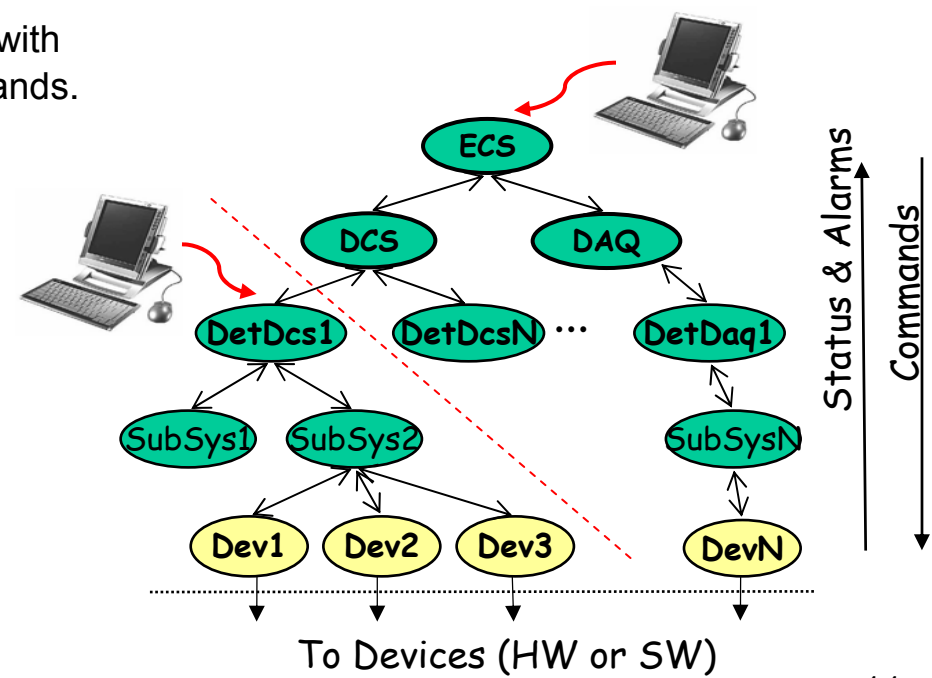 with
ands.
ECS
DCS
DAQ
DetDcs1
DetDcsN
...
DetDaq1
SubSys1
SubSys2
SubSysN
Dev1
Dev2
Dev3
DevN
To Devices (HW or SW)
Status & Alarms
Commands